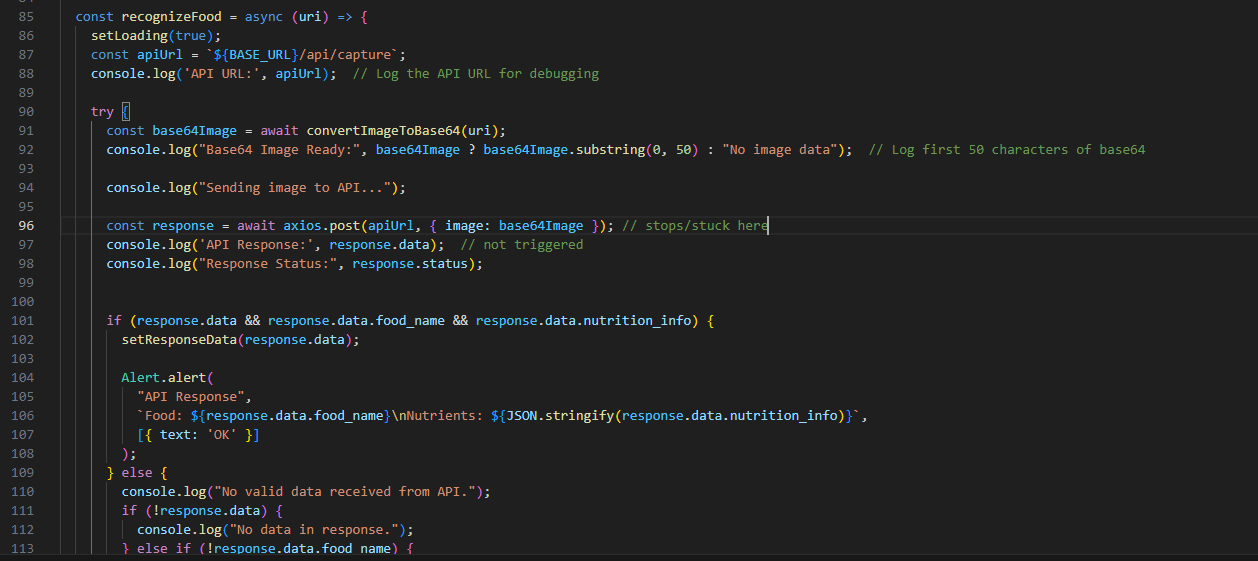 85 const recognizeFood = async (uri) => {
86 setLoading(true);
87 const apiUrl = `${BASE_URL}/api/capture`;
88 console.log('API URL:', apiUrl);  // Log the API URL for debugging
89
90 try {
91 const base64Image = await convertImageToBase64(uri);
92 console.log("Base64 Image Ready:", base64Image ? base64Image.substring(0, 50) : "No image data");  // Log first 50 characters of base64
93
94 console.log("Sending image to API...");
95
96 const response = await axios.post(apiUrl, { image: base64Image }); // stops/stuck here
97 console.log('API Response:', response.data);  // not triggered
98 console.log("Response Status:", response.status);
99
100
101 if (response.data && response.data.food_name && response.data.nutrition_info) {
102 setResponseData(response.data);
103
104 Alert.alert(
105 "API Response",
106 `Food: ${response.data.food_name}\nNutrients: ${JSON.stringify(response.data.nutrition_info)}`,
107 [{ text: 'OK' }]
108 );
109 } else {
110 console.log("No valid data received from API.");
111 if (!response.data) {
112 console.log("No data in response.");
113 } else if (!response.data.food_name) {